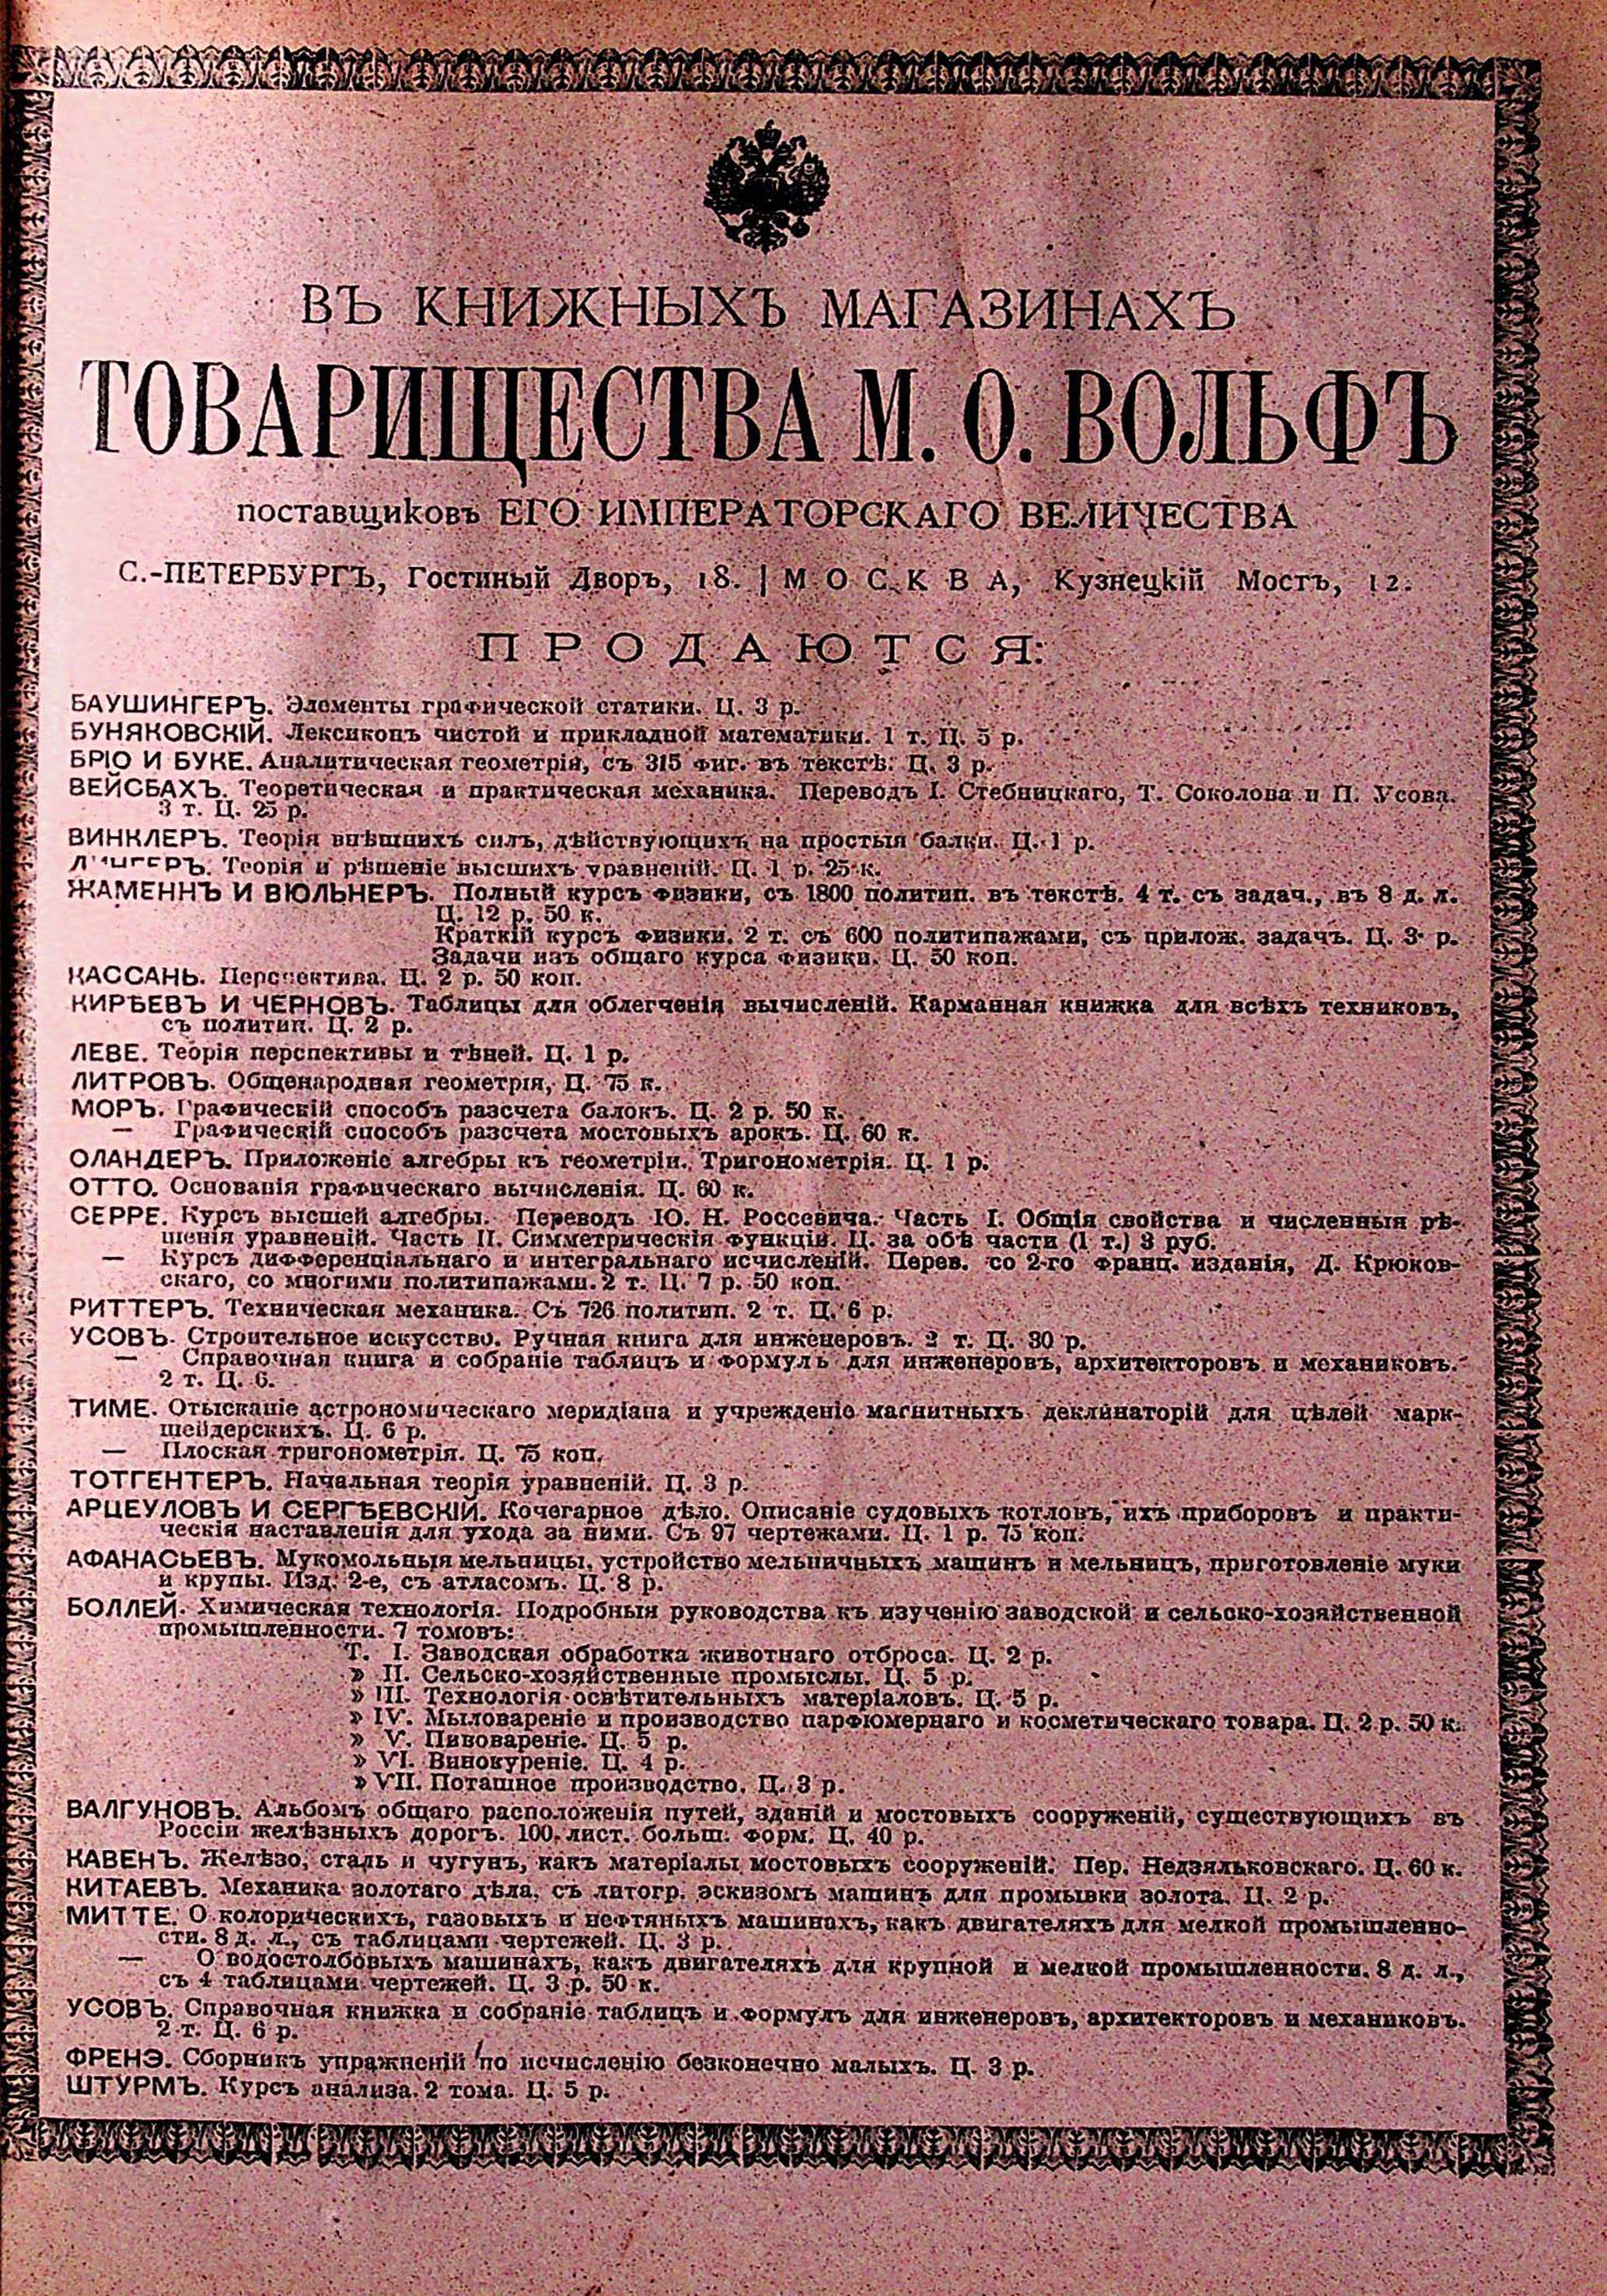 ВЪ КНИЖНЫХЪ МАГАЗИНАХЪ
ТОВАРИЩЕСТВА М. О. ВОЛЬФЪ
поставщиковъ ЕГО ИМПЕРАТОРСКАГО ВЕЛИЧЕСТВА
С.-ПЕТЕРБУРГЪ, Гостиный Дворъ, 18. | МОСКВА, Кузнецкій Мостъ, 12.
ПРОДАЮТСЯ:
БАУШИНГЕРЪ. Элементы графической статики. Ц. 3 р.
БУНЯКОВСКІЙ. Лексиконъ чистой и прикладной математики. 1 т. Ц. 5 р.
БРІО И БУКЕ. Аналитическая геометрія, съ 315 фиг. въ текстѣ. Ц. 3 р.
ВЕЙСБАХЪ. Теоретическая и практическая механика. Переводъ І. Стебницкаго, Т. Соколова и П. Усова.
3 т. Ц. 25 р.
ВИНКЛЕРЪ. Теорія внѣшнихъ силъ, дѣйствующихъ на простыя балки. Ц. 1 р.
Теорія и рѣшеніе высшихъ уравненій. Ц. 1 р. 25 к.
ЖАМЕННЪ И ВЮЛЬНЕРЪ. Полный курсъ физики, съ 1800 политип. въ текстѣ. 4 т. съ задач., въ 8 д. л.
Ц. 12 р. 50 к.
Краткій курсъ физики. 2 т. съ 600 политипажами, съ прилож. задачъ. Ц. 3 р.
Задачи изъ общаго курса физики. Ц. 50 коп.
КАССАНЬ. Перспектива. Ц. 2 р. 50 коп.
КИРѢЕВЪ И ЧЕРНОВЪ. Таблицы для облегченія вычисленій. Карманная книжка для всѣхъ техниковъ,
съ политип. Ц. 2 р.
ЛЕВЕ. Теорія перспективы и тѣней. Ц. 1 р.
ЛИТРОВЪ. Общенародная геометрія, Ц. 75 к.
МОРЪ. Графическій способъ разсчета балокъ. Ц. 2 р. 50 к.
— Графическій способъ разсчета мостовыхъ арокъ. Ц. 60 к.
ОЛАНДЕРЪ. Приложеніе алгебры къ геометріи. Тригонометрія. Ц. 1 р.
ОТТО. Основанія графическаго вычисленія. Ц. 60 к.
СЕРРЕ. Курсъ высшей алгебры. Переводъ Ю. Н. Россевича. Часть I. Общія свойства и численныя рѣ-
шенія уравненій. Часть II. Симметрическія функціи. Ц. за обѣ части (1 т.) 3 руб.
— Курсъ дифференціальнаго и интегральнаго исчисленій. Перев. со 2-го франц. изданія, Д. Крюков-
скаго, со многими политипажами. 2 т. Ц. 7 р. 50 коп.
РИТТЕРЪ. Техническая механика. Съ 726 политип. 2 т. Ц. 6 р.
УСОВЪ. Строительное искусство. Ручная книга для инженеровъ. 2 т. Ц. 30 р.
— Справочная книга и собраніе таблицъ и формулъ для инженеровъ, архитекторовъ и механиковъ.
2 т. Ц. 6.
ТИМЕ. Отысканіе астрономическаго меридіана и учрежденіе магнитныхъ деклинаторій для цѣлей марк-
шейдерскихъ. Ц. 6 р.
— Плоская тригонометрія. Ц. 75 коп.
ТОТГЕНТЕРЪ. Начальная теорія уравненій. Ц. 3 р.
АРЦЕУЛОВЪ И СЕРГѢЕВСКІЙ. Кочегарное дѣло. Описаніе судовыхъ котловъ, ихъ приборовъ и практи-
ческія наставленія для ухода за ними. Съ 97 чертежами. Ц. 1 р. 75 коп.
АФАНАСЬЕВЪ. Мукомольныя мельницы, устройство мельничныхъ машинъ и мельницъ, приготовленіе муки
и крупы. Изд. 2-е, съ атласомъ. Ц. 8 р.
БОЛЛЕЙ. Химическая технологія. Подробныя руководства къ изученію заводской и сельско-хозяйственной
промышленности. 7 томовъ:
Т. I. Заводская обработка животнаго отброса. Ц. 2 р.
» II. Сельско-хозяйственные промыслы. Ц. 5 р.
» III. Технологія освѣтительныхъ матеріаловъ. Ц. 5 р.
» IV. Мыловареніе и производство парфюмернаго и косметическаго товара. Ц. 2 р. 50 к.
» V. Пивовареніе. Ц. 5 р.
» VI. Винокуреніе. Ц. 4 р.
» VII. Поташное производство. Ц. 3 р.
ВАЛГУНОВЪ. Альбомъ общаго расположенія путей, зданій и мостовыхъ сооруженій, существующихъ въ
Россіи желѣзныхъ дорогъ. 100 лист. больш. форм. Ц. 40 р.
КАВЕНЪ. Желѣзо, сталь и чугунъ, какъ матеріалы мостовыхъ сооруженій. Пер. Недзяльковскаго. Ц. 60 к.
КИТАЕВЪ. Механика золотаго дѣла, съ литогр. эскизомъ машинъ для промывки золота. Ц. 2 р.
МИТТЕ. О колорическихъ, газовыхъ и нефтяныхъ машинахъ, какъ двигателяхъ для мелкой промышленно-
сти. 8 д. л., съ таблицами чертежей. Ц. 3 р.
— О водостолбовыхъ машинахъ, какъ двигателяхъ для крупной и мелкой промышленности. 8 д. л.,
съ 4 таблицами чертежей. Ц. 3 р. 50 к.
УСОВЪ. Справочная книжка и собраніе таблицъ и формулъ для инженеровъ, архитекторовъ и механиковъ.
2 т. Ц. 6 р.
ФРЕНЭ. Сборникъ упражненій по исчисленію безконечно малыхъ. Ц. 3 р.
ШТУРМЪ. Курсъ анализа. 2 тома. Ц. 5 р.